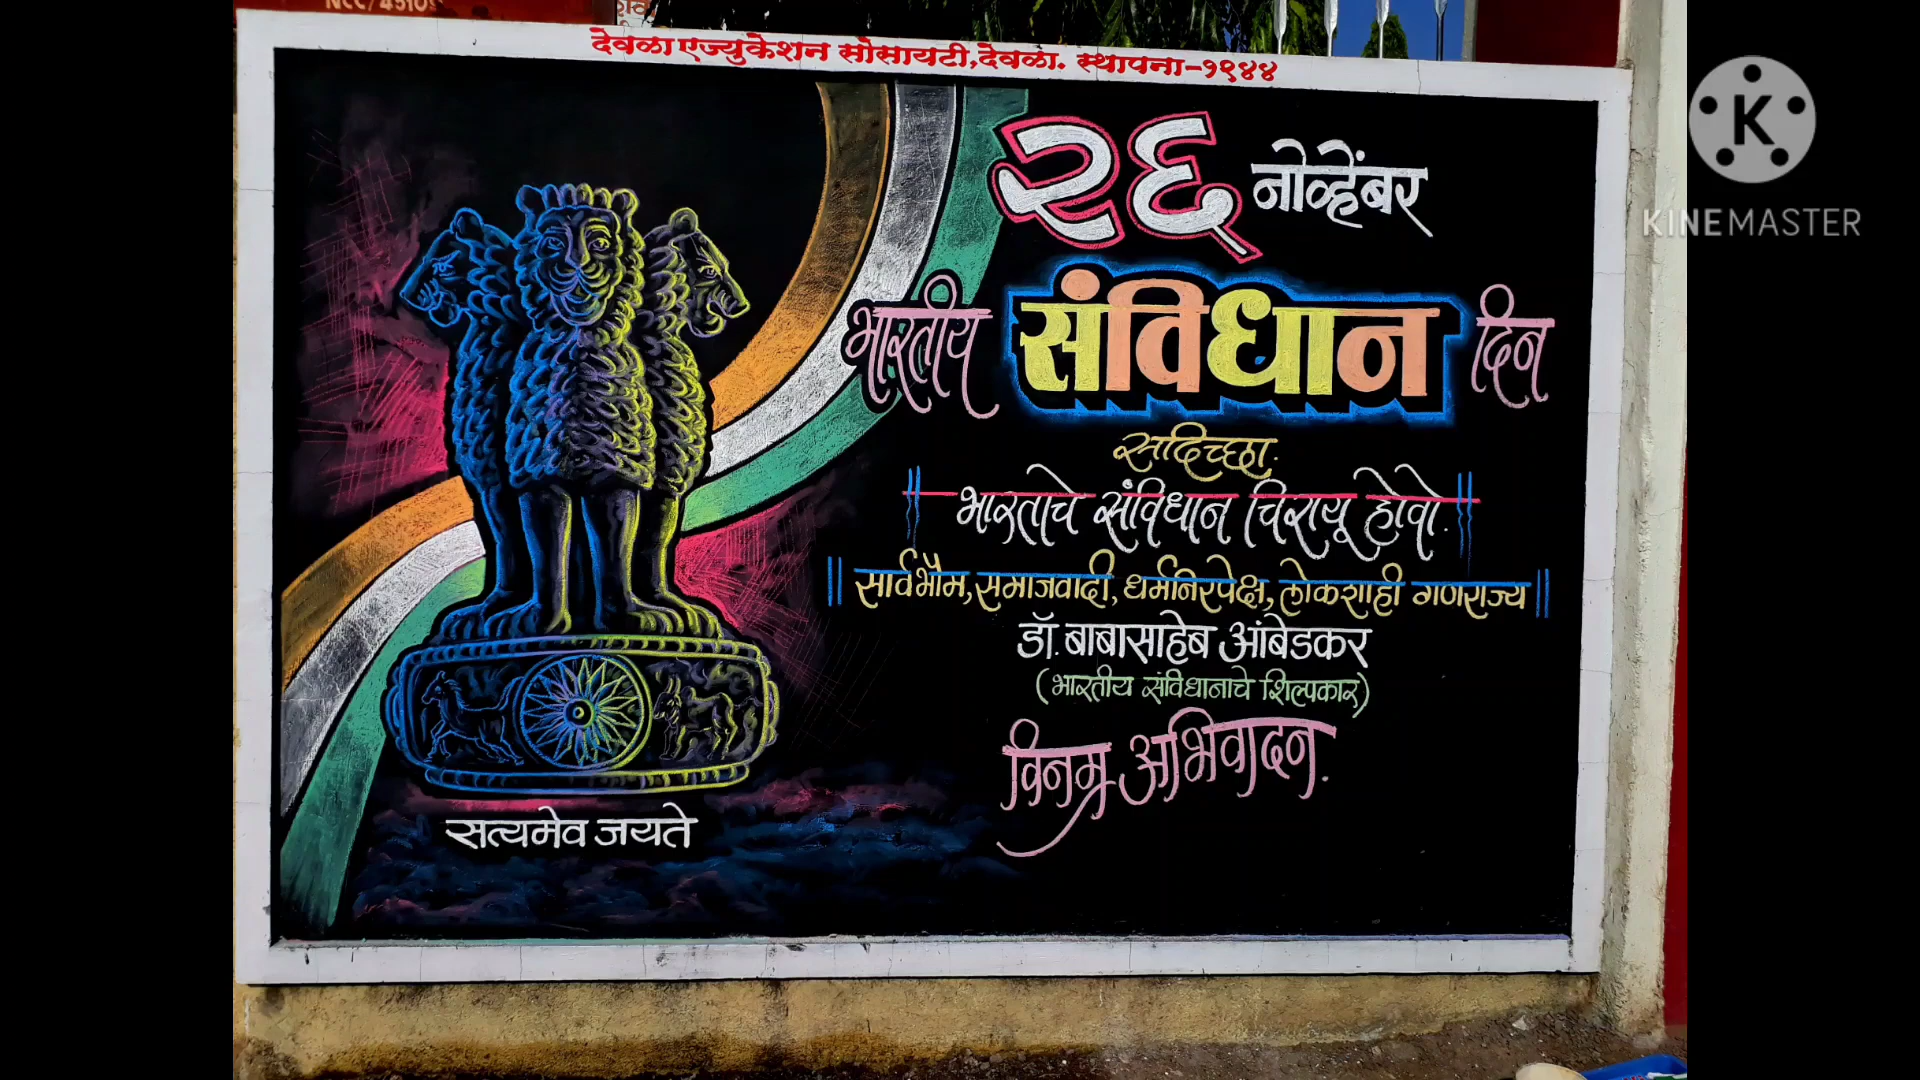 देवळा एज्युकेशन सोसायटी,देवळा. स्थापना-१९४४
२६ नोव्हेंबर
भारतीय संविधान दिन
सदिच्छा.
भारताचे संविधान चिरायू होवो.
|| सार्वभौम,समाजवादी, धर्मनिरपेक्ष, लोकशाही गणराज्य ||
डॉ. बाबासाहेब आंबेडकर
(भारतीय संविधानाचे शिल्पकार)
विनम्र अभिवादन.
सत्यमेव जयते
K
KINEMASTER